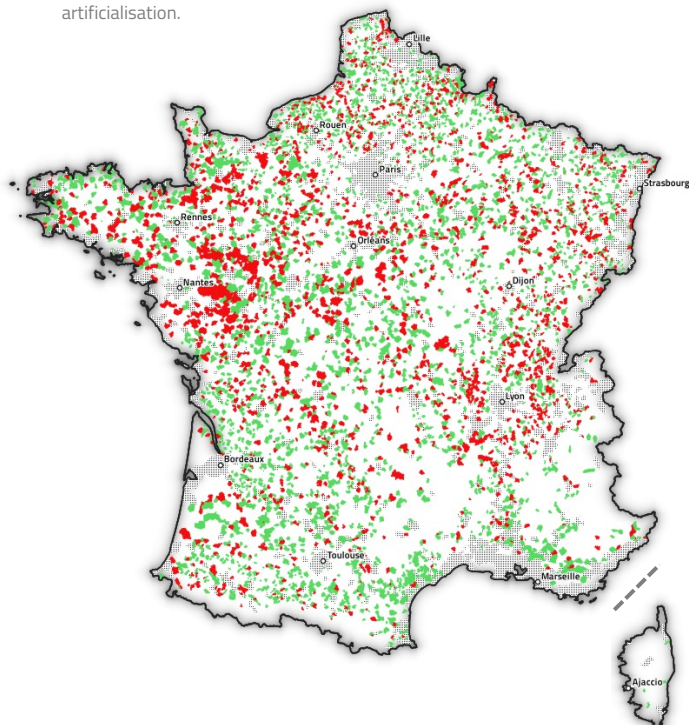 artificialisation.
Lille
Rouen
Paris
Strasbourg
Rennes
Orléans
Nantes
Dijon
Lyon
Bordeaux
Toulouse
Marseille
Ajaccio